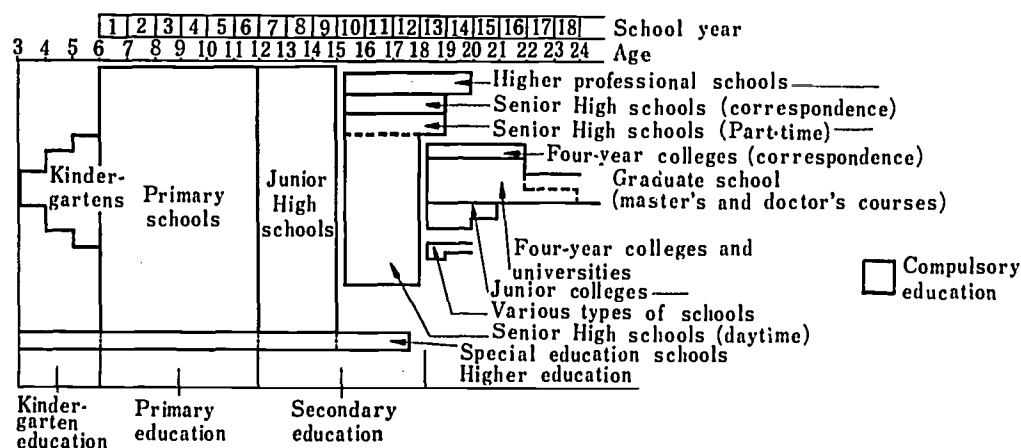 1 2 3 4 5 6 7 8 9 10 11 12 13 14 15 16 17 18 School year
3 4 5 6 7 8 9 10 11 12 13 14 15 16 17 18 19 20 21 22 23 24 Age
Higher professional schools
Senior High schools (correspondence)
Senior High schools (Part-time)
Four-year colleges (correspondence)
Graduate school
(master's and doctor's courses)
Kinder-
gartens
Primary
schools
Junior
High
schools
Four-year colleges and
universities
Junior colleges
Various types of schools
Senior High schools (daytime)
Special education schools
Higher education
Compulsory
education
Kinder-
garten
education
Primary
education
Secondary
education